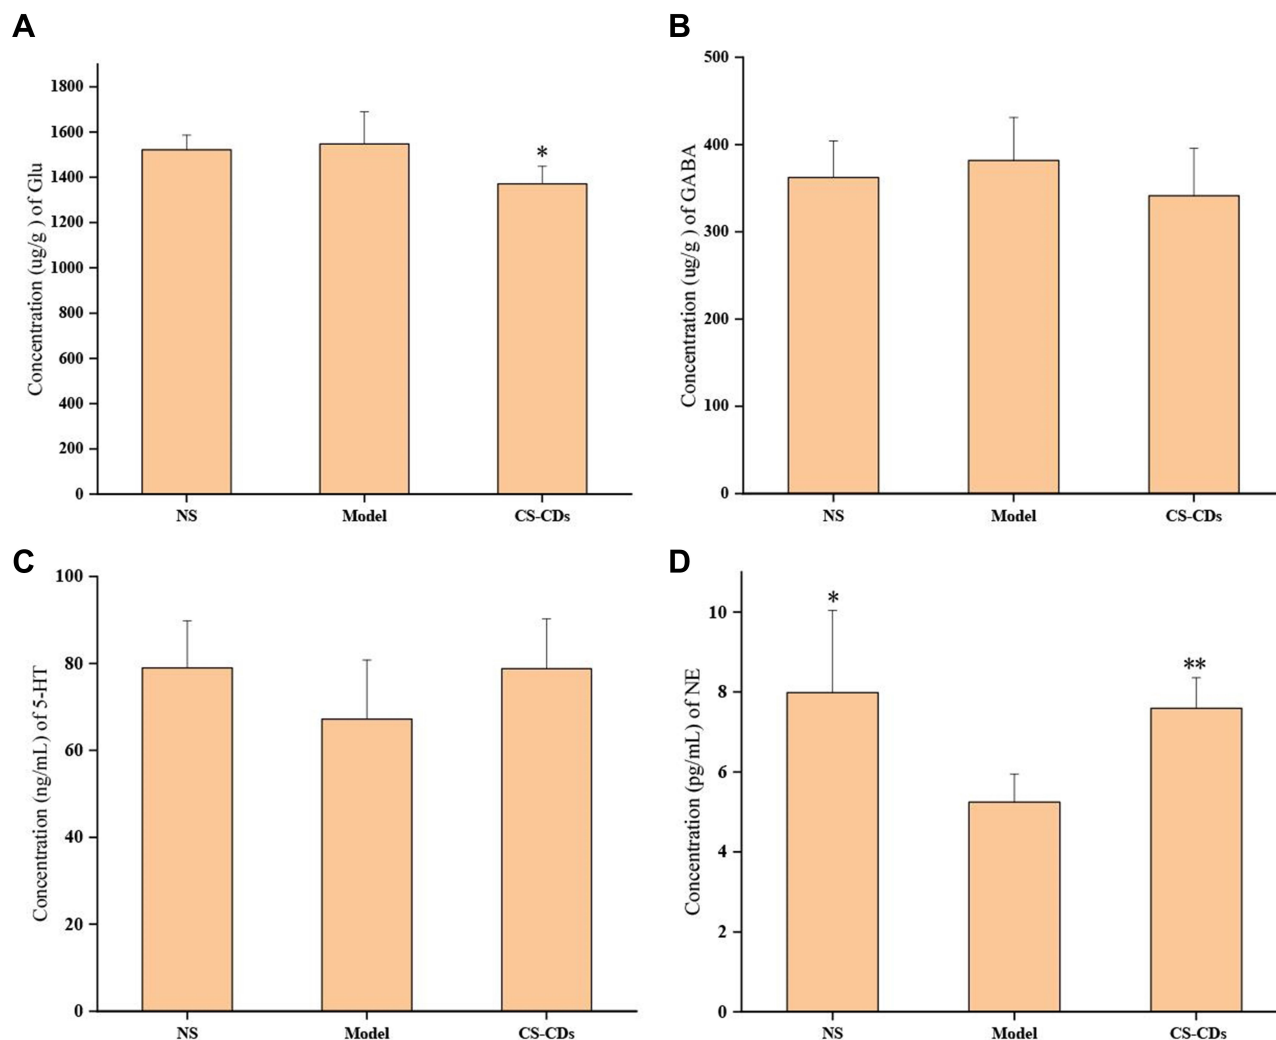 A
Concentration (ug/g ) of Glu
1800
1600
1400
1200
1000
800
600
400
200
0
*
NS Model CS-CDs
B
Concentration (ug/g ) of GABA
500
400
300
200
100
0
NS Model CS-CDs
C
Concentration (ng/mL) of 5-HT
100
80
60
40
20
0
NS Model CS-CDs
D
Concentration (pg/mL) of NE
10
8
6
4
2
0
*
**
NS Model CS-CDs